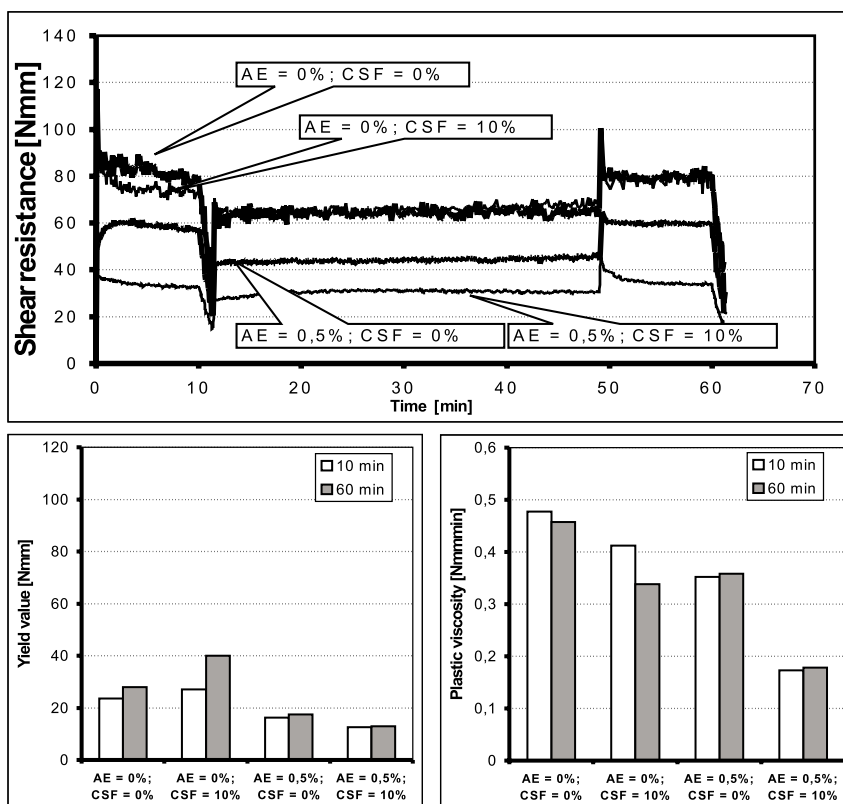 Shear resistance [Nmm]
140
120
100
80
60
40
20
0
AE = 0%; CSF = 0%
AE = 0%; CSF = 10%
AE = 0,5%; CSF = 0%
AE = 0,5%; CSF = 10%
0 10 20 30 40 50 60 70
Time [min]
Yield value [Nmm]
120
100
80
60
40
20
0
10 min
60 min
AE = 0%; AE = 0%; AE = 0,5%; AE = 0,5%;
CSF = 0% CSF = 10% CSF = 0% CSF = 10%
Plastic viscosity [Nmmmin]
0,6
0,5
0,4
0,3
0,2
0,1
0
10 min
60 min
AE = 0%; AE = 0%; AE = 0,5%; AE = 0,5%;
CSF = 0% CSF = 10% CSF = 0% CSF = 10%